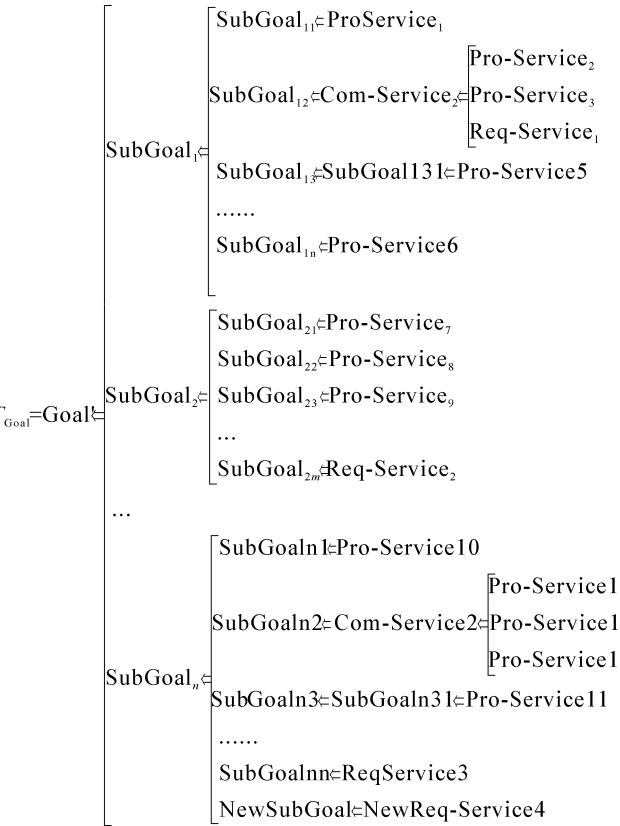 SubGoal₁₁⇐ProService₁
Pro-Service₂
SubGoal₁₂⇐Com-Service₂⇐Pro-Service₃
Req-Service₁
SubGoal₁⇐
SubGoal₁₃⇐SubGoal131⇐Pro-Service5
......
SubGoal₁ₙ⇐Pro-Service6
SubGoal₂₁⇐Pro-Service₇
SubGoal₂₂⇐Pro-Service₈
SubGoal₂⇐SubGoal₂₃⇐Pro-Service₉
Goal=Goal'⇐
...
SubGoal₂ₘ⇐Req-Service₂
...
SubGoaln1⇐Pro-Service10
Pro-Service1
SubGoaln2⇐Com-Service2⇐Pro-Service1
Pro-Service1
SubGoalₙ⇐
SubGoaln3⇐SubGoaln31⇐Pro-Service11
......
SubGoalnn⇐ReqService3
NewSubGoal⇐NewReq-Service4